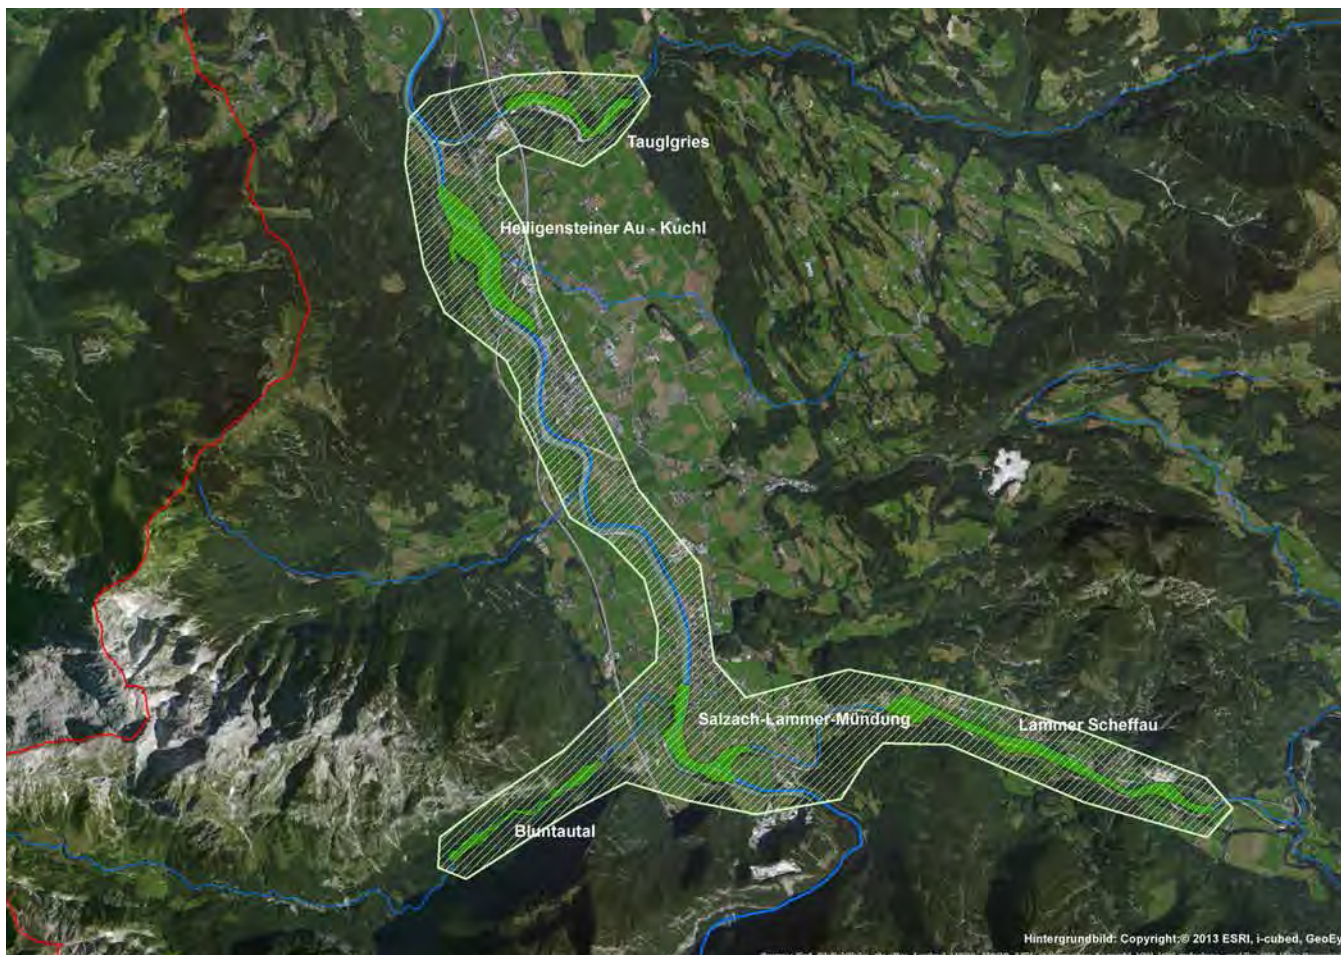 Tauglgries
Heiligensteiner Au - Kuchl
Salzach-Lammer-Mündung
Lammer Scheffau
Bluntautal
Hintergrundbild: Copyright:© 2013 ESRI, i-cubed, GeoEy